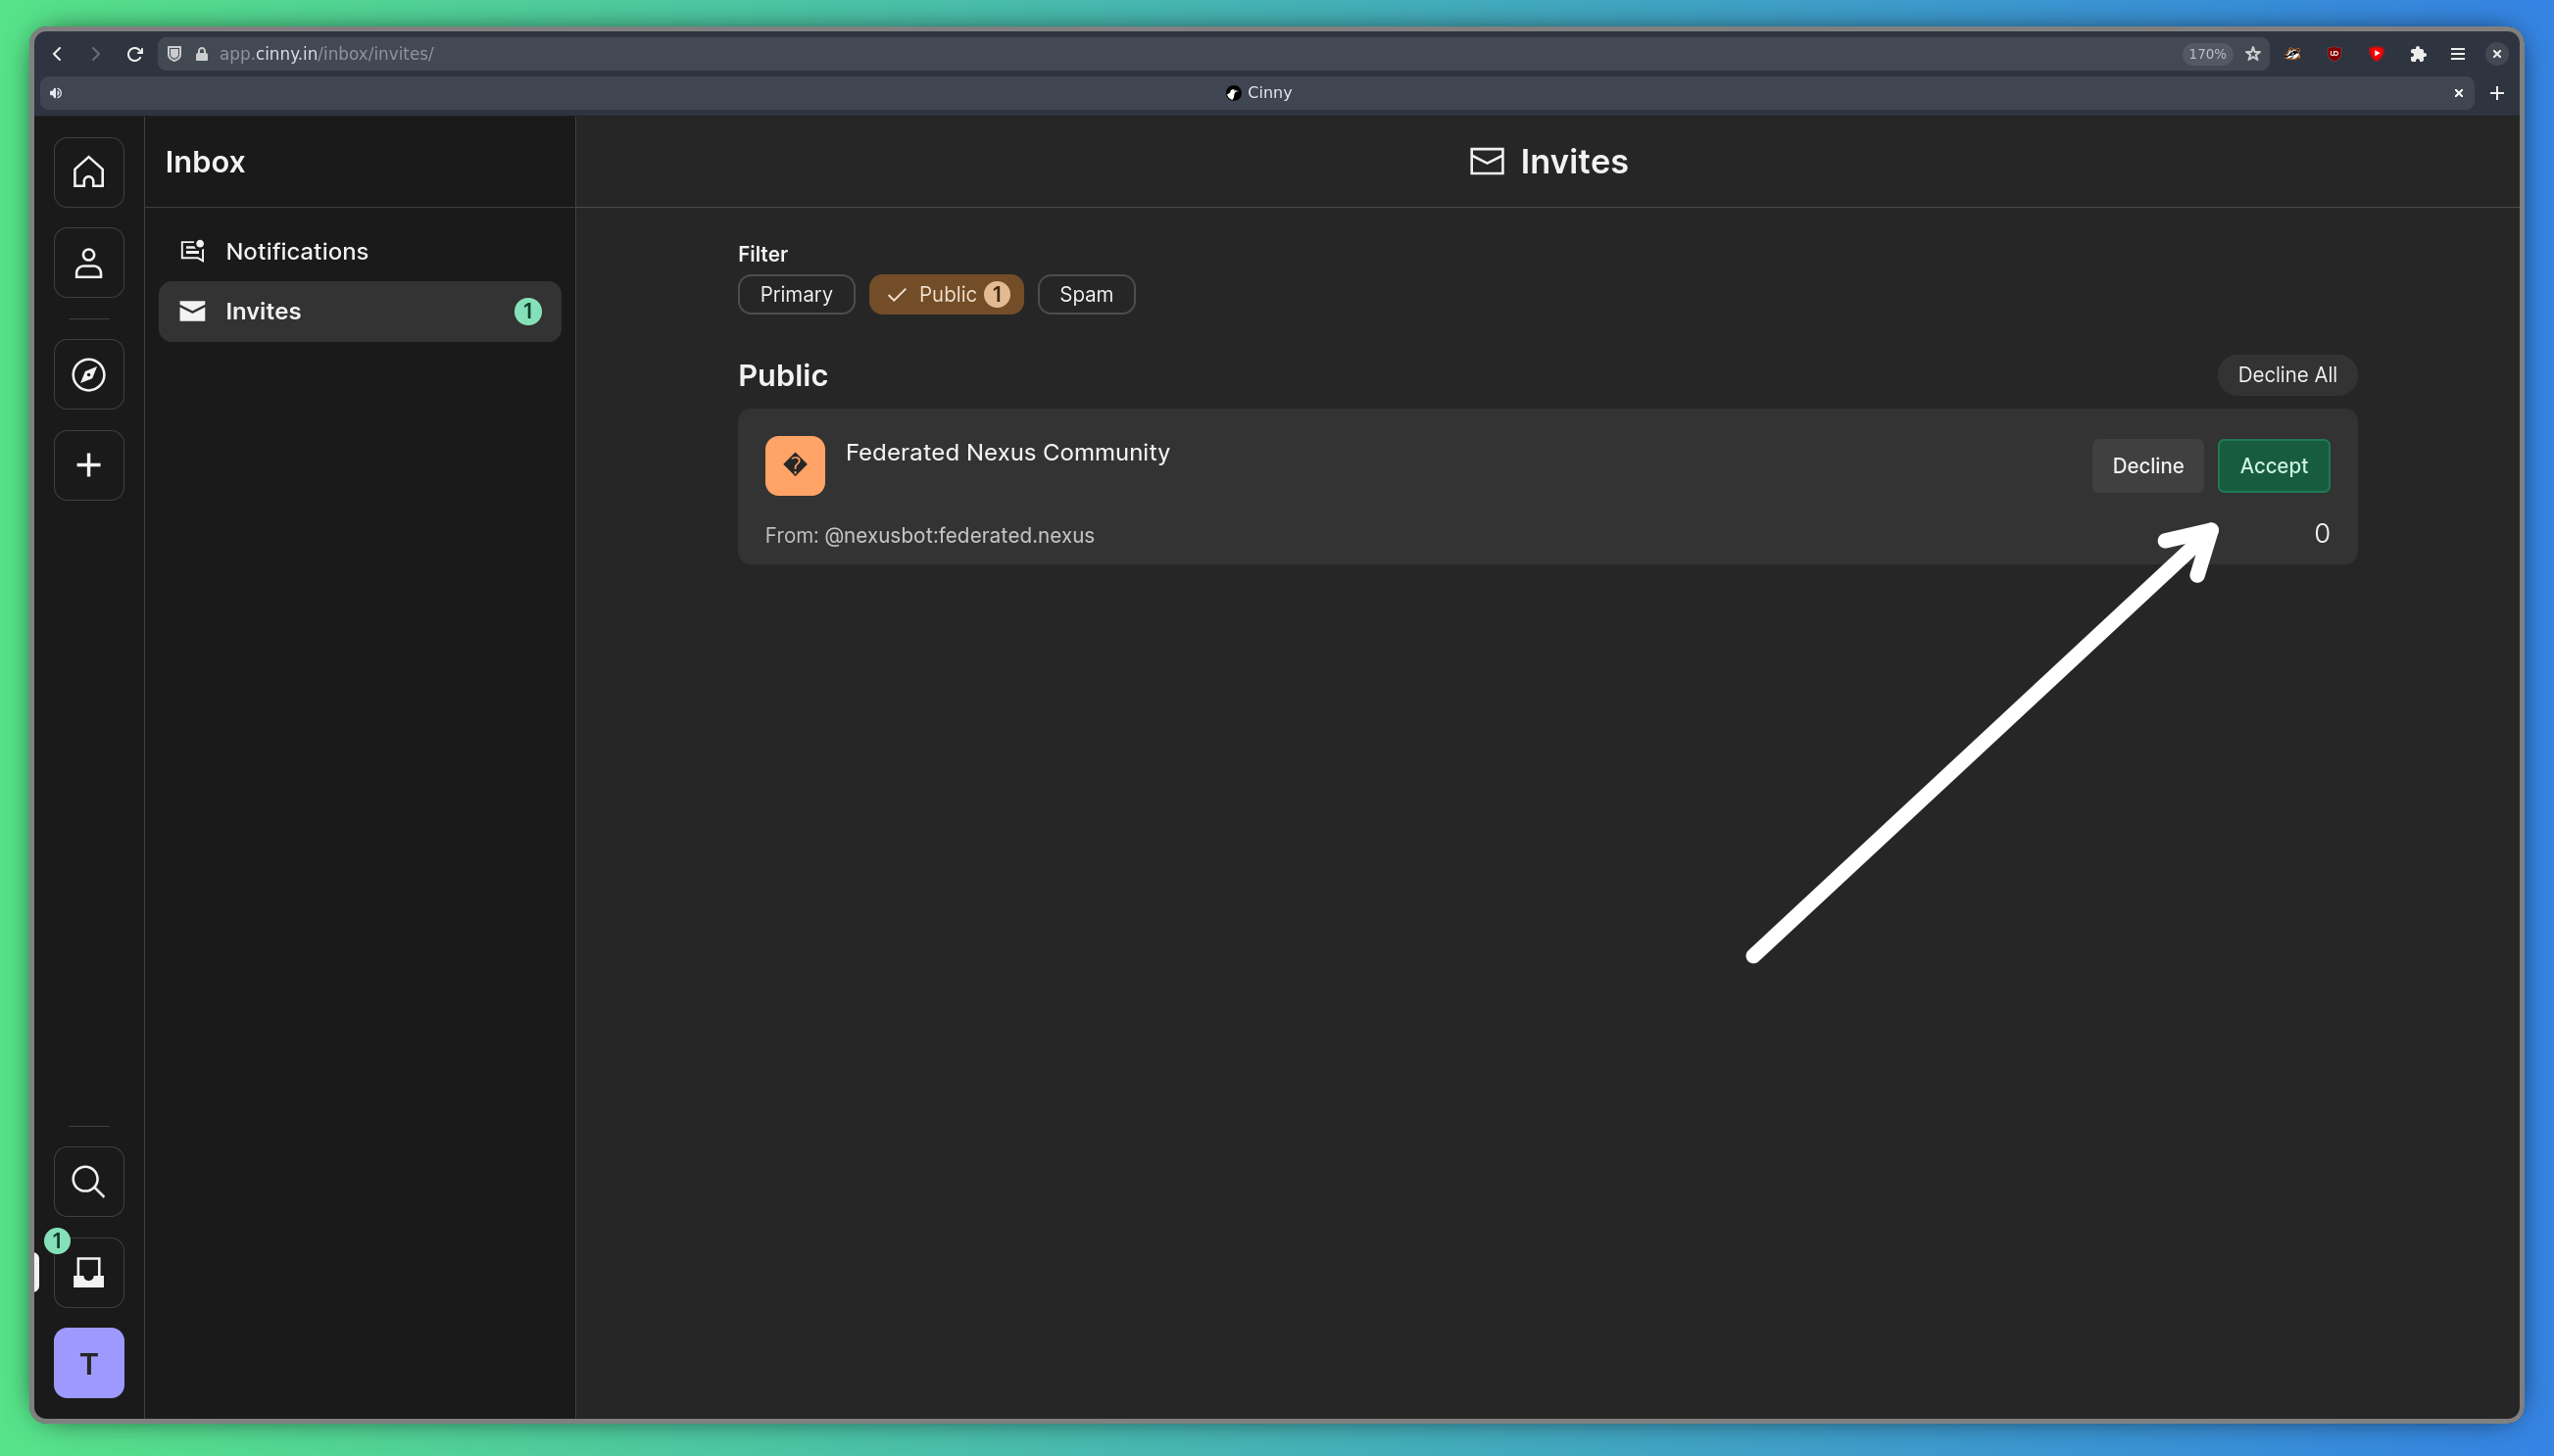 app.cinny.in/inbox/invites/
170%
Cinny
Inbox
Invites
Notifications
Invites 1
Filter
Primary
Public 1
Spam
Public
Decline All
Federated Nexus Community
Decline
Accept
From: @nexusbot:federated.nexus
0
1
T